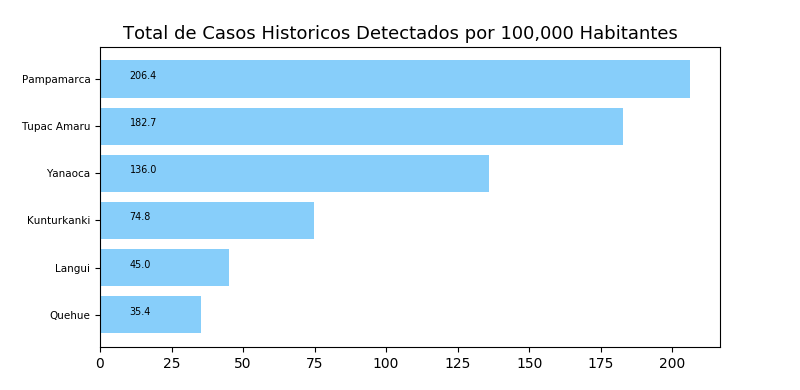 Total de Casos Historicos Detectados por 100,000 Habitantes
Pampamarca 206.4
Tupac Amaru 182.7
Yanaoca 136.0
Kunturkanki 74.8
Langui 45.0
Quehue 35.4
0 25 50 75 100 125 150 175 200